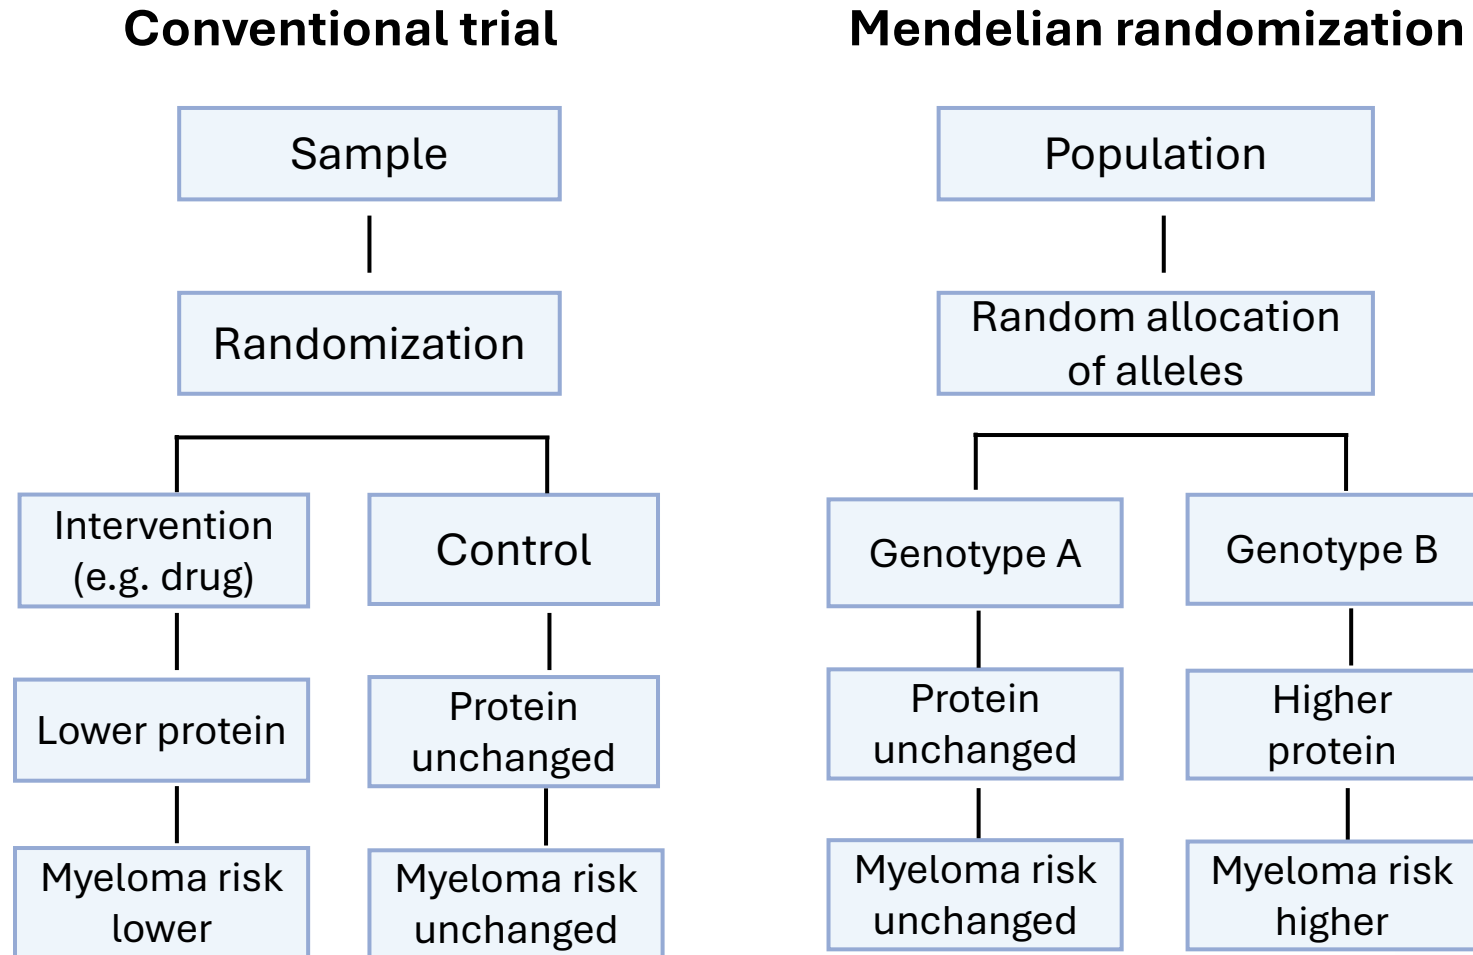 Conventional trial
Sample
Randomization
Intervention
(e.g. drug)
Control
Lower protein
Protein
unchanged
Myeloma risk
lower
Myeloma risk
unchanged
Mendelian randomization
Population
Random allocation
of alleles
Genotype A
Genotype B
Protein
unchanged
Higher
protein
Myeloma risk
unchanged
Myeloma risk
higher